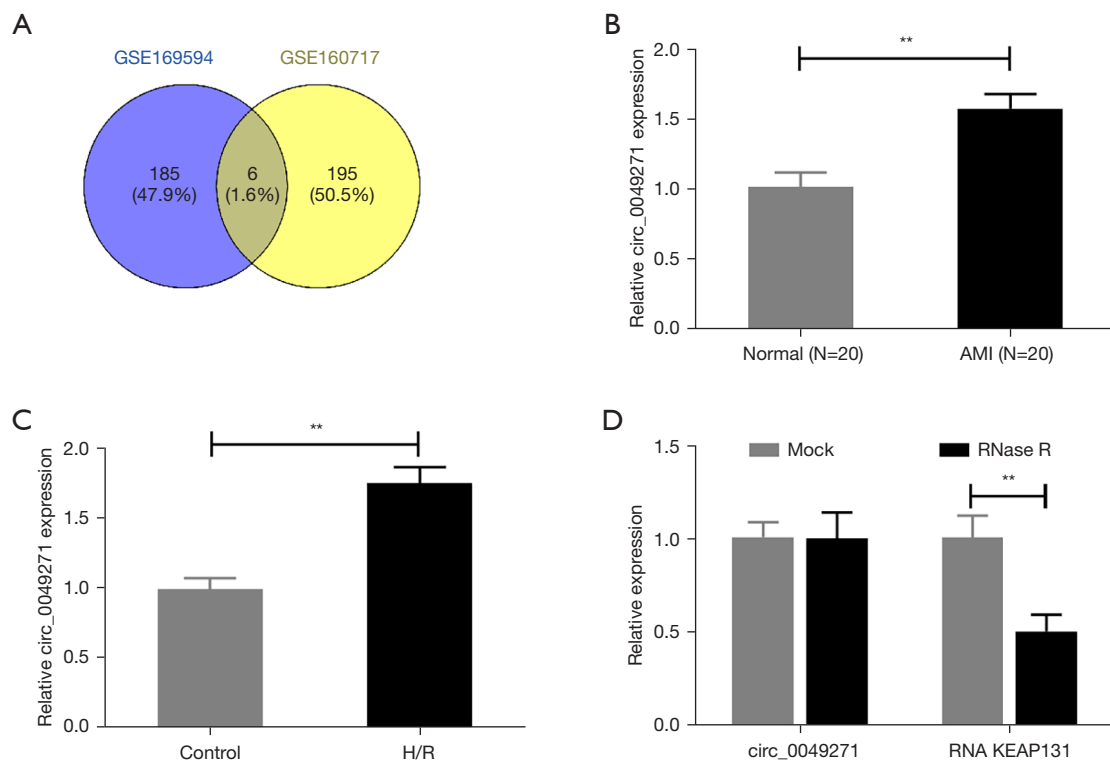 A
GSE169594
GSE160717
185
(47.9%)
6
(1.6%)
195
(50.5%)
B
Relative circ_0049271 expression
2.0
1.5
1.0
0.5
0.0
**
Normal (N=20)
AMI (N=20)
C
Relative circ_0049271 expression
2.0
1.5
1.0
0.5
0.0
**
Control
H/R
D
Relative expression
1.5
1.0
0.5
0.0
Mock
RNase R
**
circ_0049271
RNA KEAP131